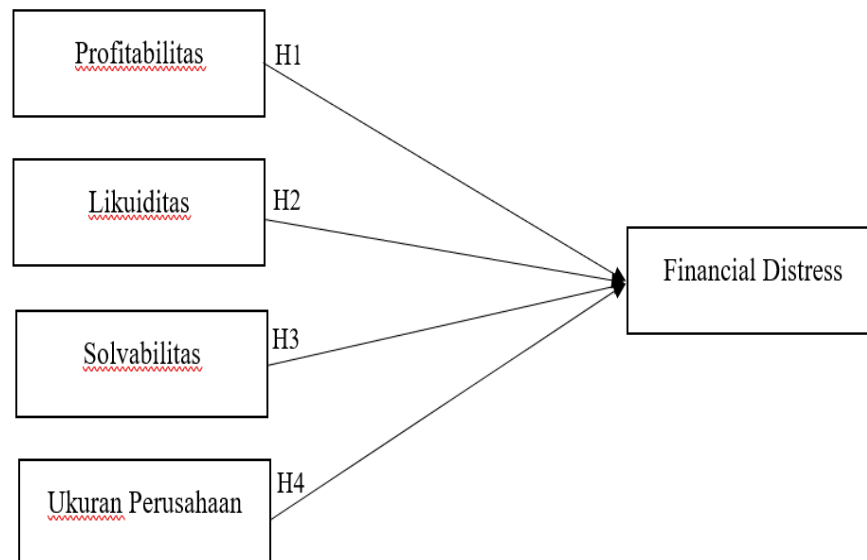 Profitabilitas
H1
Likuiditas
H2
Financial Distress
Solvabilitas
H3
Ukuran Perusahaan
H4